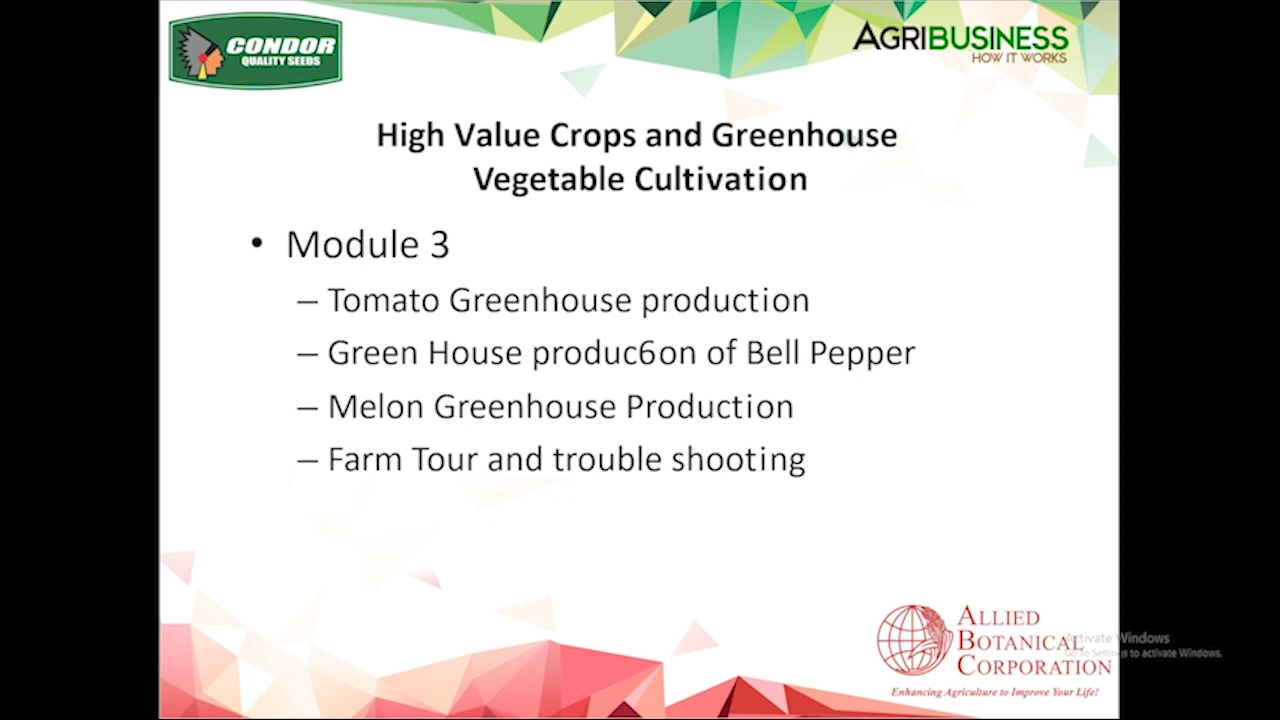 CONDOR
QUALITY SEEDS
AGRIBUSINESS
HOW IT WORKS
High Value Crops and Greenhouse
Vegetable Cultivation
• Module 3
– Tomato Greenhouse production
– Green House produc6on of Bell Pepper
– Melon Greenhouse Production
– Farm Tour and trouble shooting
ALLIED
BOTANICAL
CORPORATION
Enhancing Agriculture to Improve Your Life!
Activate Windows
Go to Settings to activate Windows.